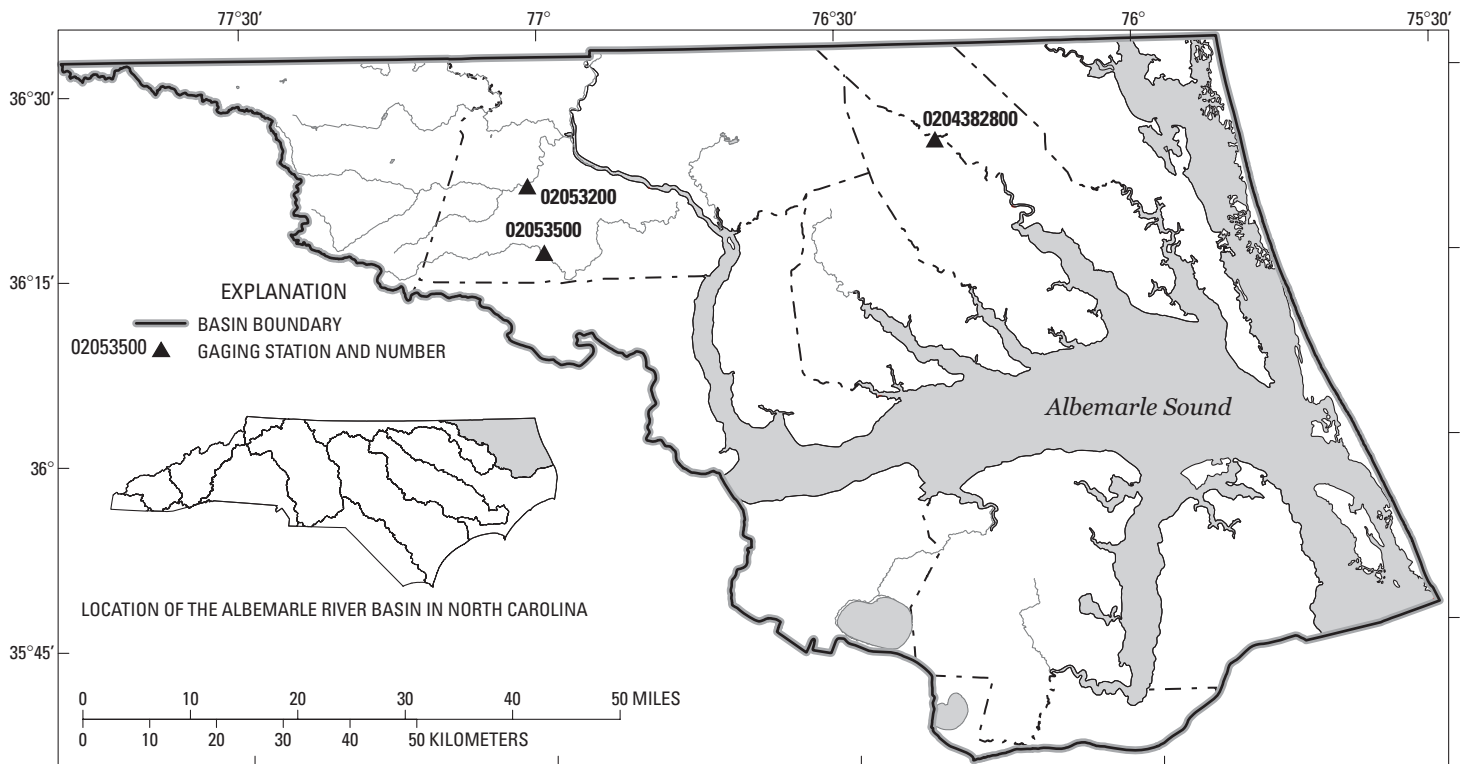 77°30′ 77° 76°30′ 76° 75°30′
36°30′
0204382800
02053200
02053500
36°15′
EXPLANATION
BASIN BOUNDARY
02053500 GAGING STATION AND NUMBER
Albemarle Sound
36°
LOCATION OF THE ALBEMARLE RIVER BASIN IN NORTH CAROLINA
35°45′
0 10 20 30 40 50 MILES
0 10 20 30 40 50 KILOMETERS